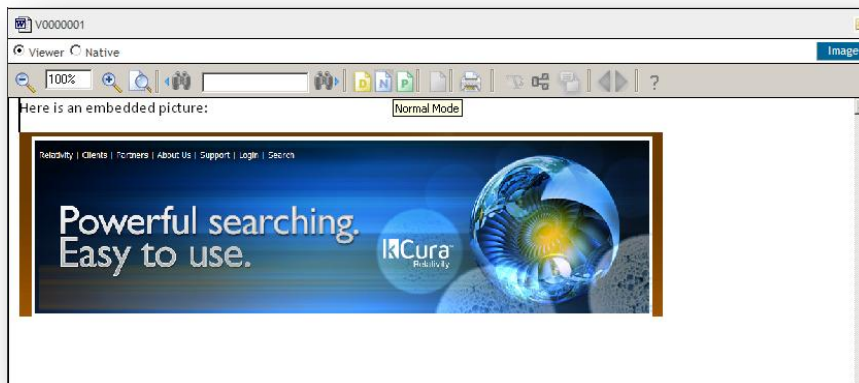 V0000001
Viewer Native
Image
100%
D N P ?
Normal Mode
Here is an embedded picture:
Relativity | Clients | Partners | About Us | Support | Login | Search
Powerful searching.
Easy to use.
kCura
Relativity